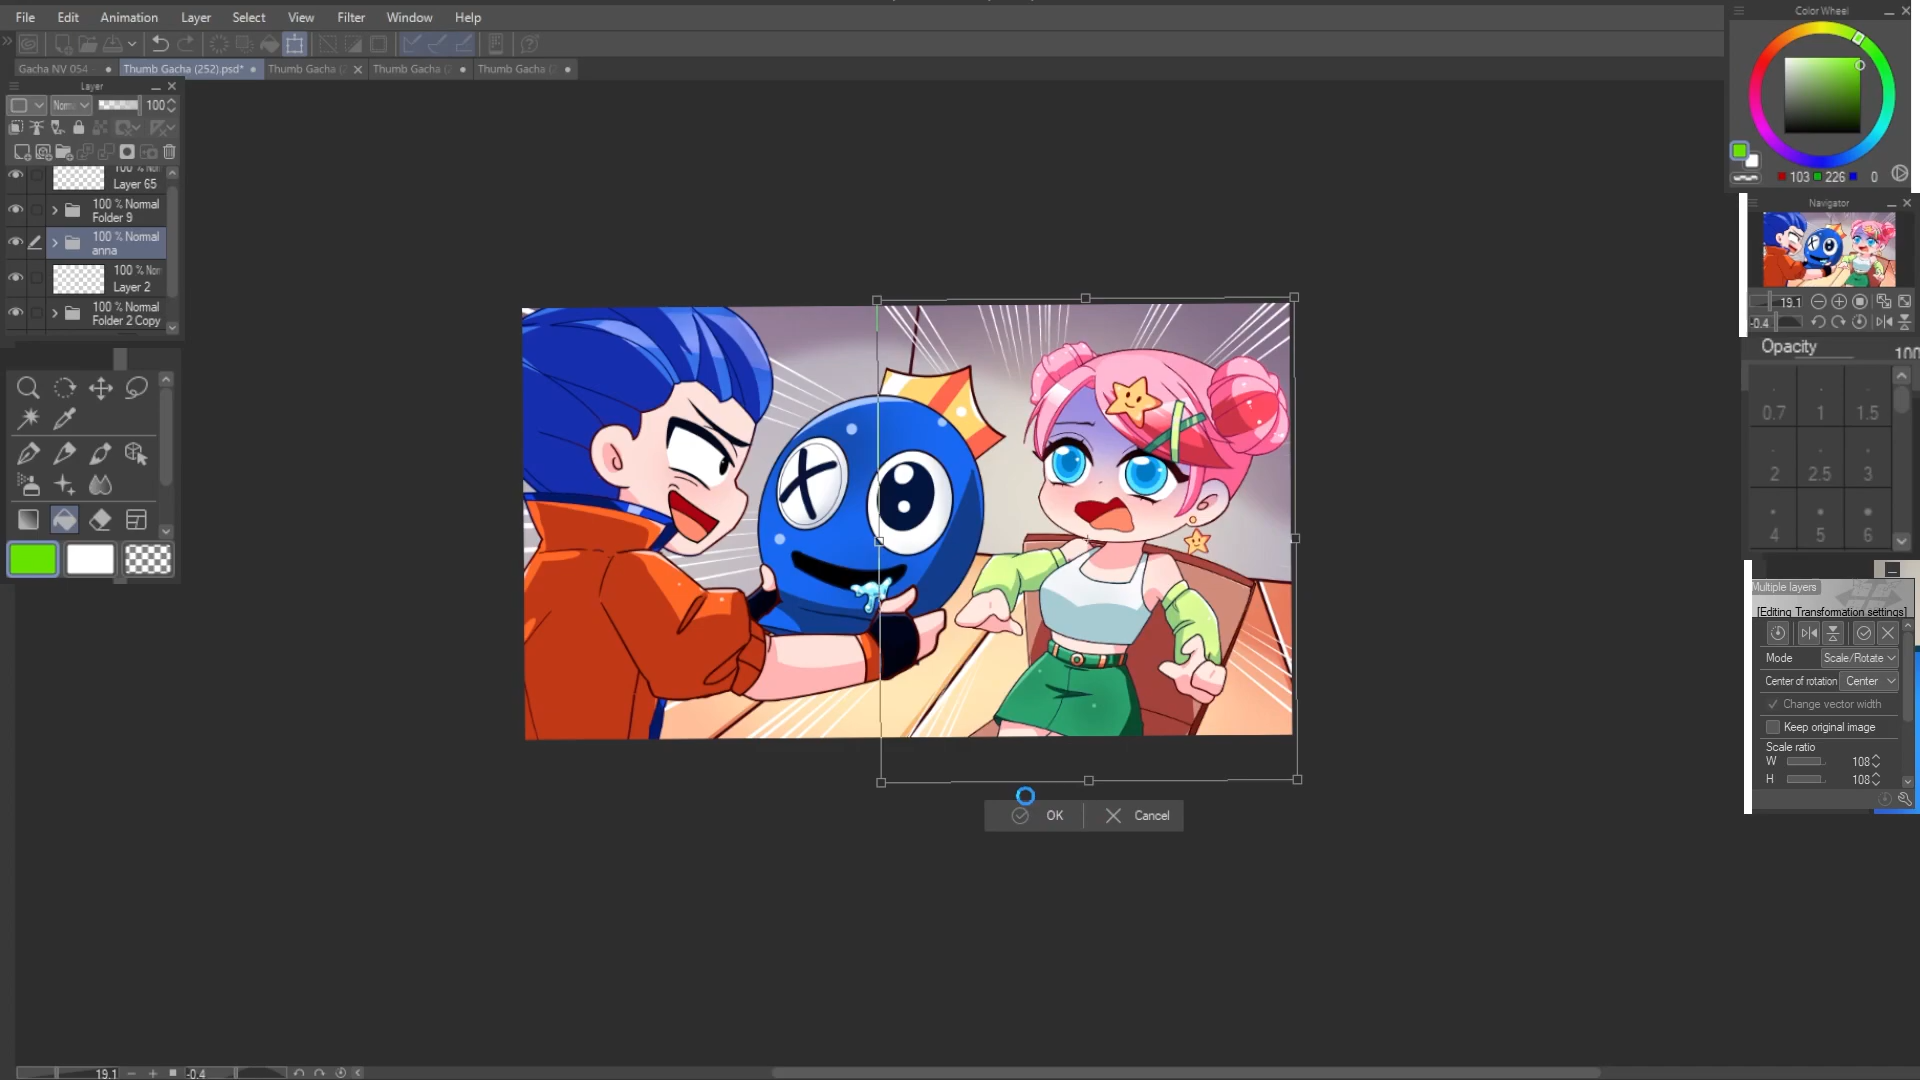 File Edit Animation Layer Select View Filter Window Help
Gacha NV 054
Thumb Gacha (252).psd*
Thumb Gacha (
Thumb Gacha (
Thumb Gacha (
Layer
Norm 100
Layer 65
100 % Normal
Folder 9
100 % Normal
anna
100 % Nor
Layer 2
100 % Normal
Folder 2 Copy
OK Cancel
19.1 -0.4
Color Wheel
103 226 0
Navigator
19.1
-0.4
Opacity 100
0.7 1 1.5
2 2.5 3
4 5 6
Multiple layers
[Editing Transformation settings]
Mode Scale/Rotate
Center of rotation Center
Change vector width
Keep original image
Scale ratio
W 108
H 108